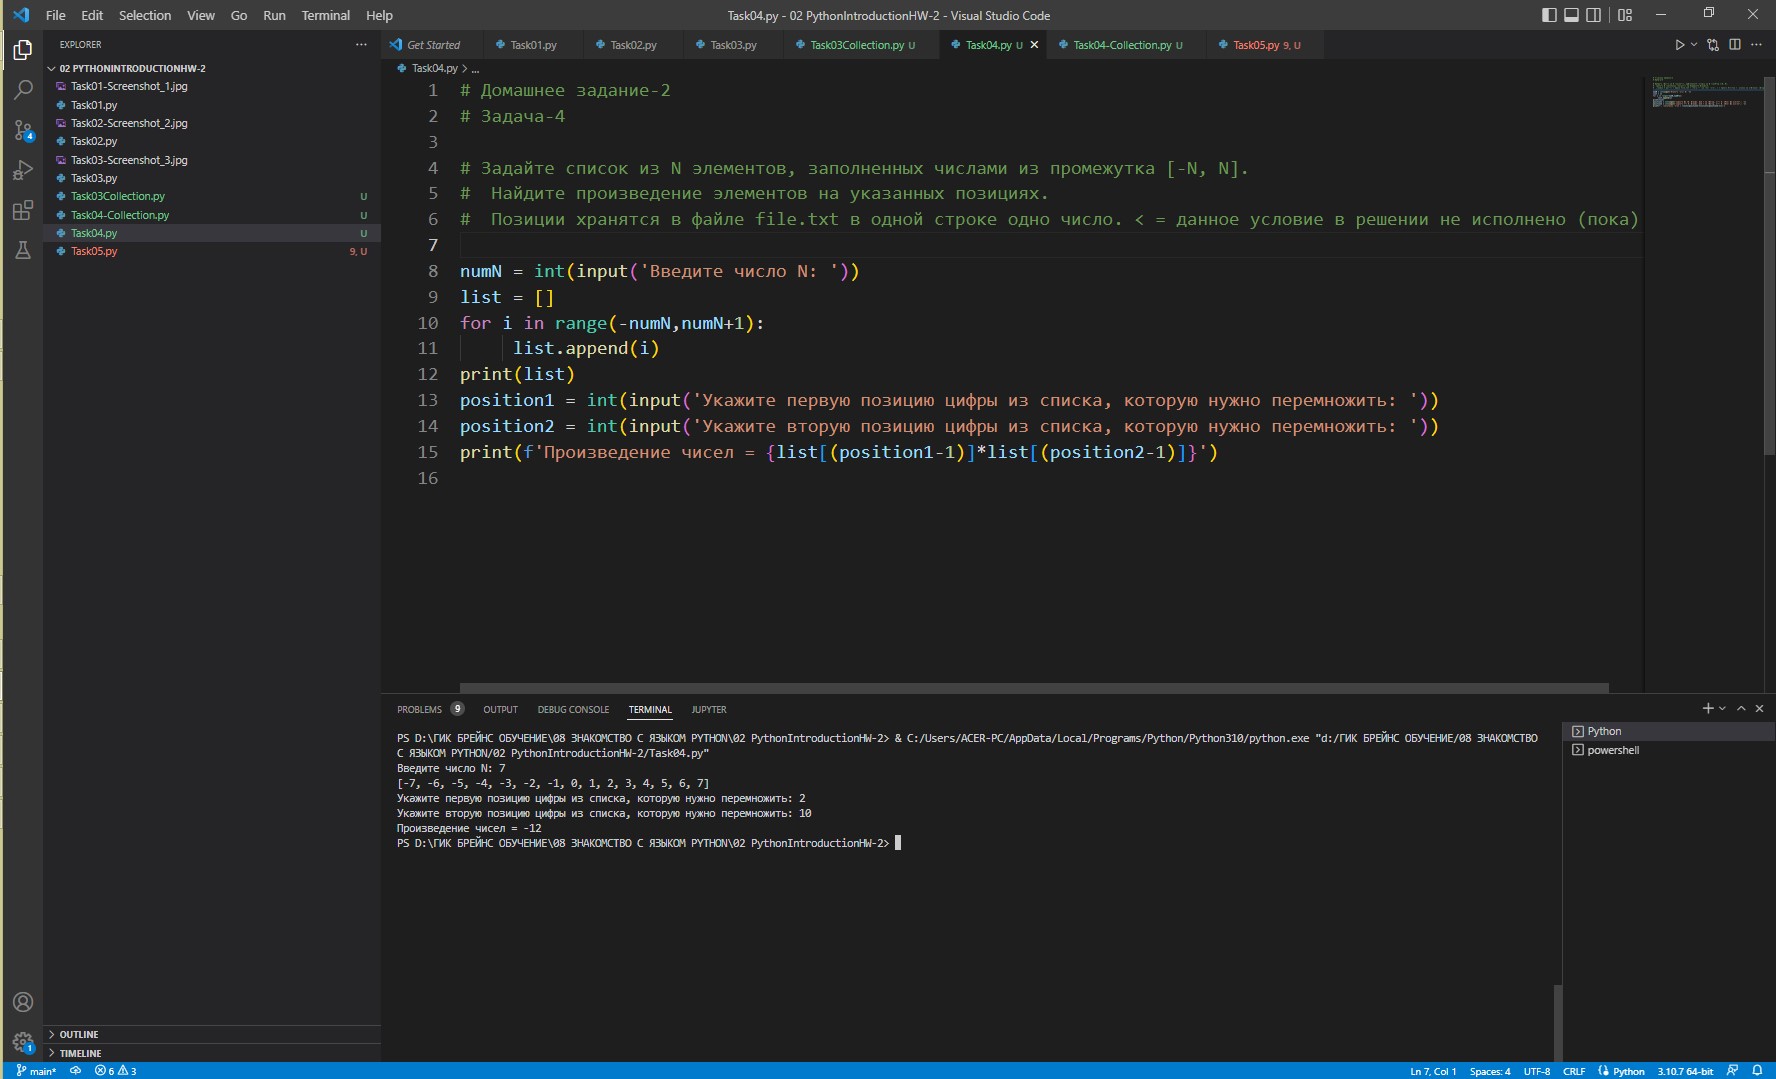 File Edit Selection View Go Run Terminal Help
Task04.py - 02 PythonIntroductionHW-2 - Visual Studio Code
EXPLORER
02 PYTHONINTRODUCTIONHW-2
Task01-Screenshot_1.jpg
Task01.py
Task02-Screenshot_2.jpg
Task02.py
Task03-Screenshot_3.jpg
Task03.py
Task03Collection.py U
Task04-Collection.py U
Task04.py U
Task05.py 9, U
OUTLINE
TIMELINE
Get Started Task01.py Task02.py Task03.py Task03Collection.py U Task04.py U Task04-Collection.py U Task05.py 9, U
Task04.py > ...
1 # Домашнее задание-2
2 # Задача-4
3
4 # Задайте список из N элементов, заполненных числами из промежутка [-N, N].
5 #  Найдите произведение элементов на указанных позициях.
6 #  Позиции хранятся в файле file.txt в одной строке одно число. < = данное условие в решении не исполнено (пока)
7
8 numN = int(input('Введите число N: '))
9 list = []
10 for i in range(-numN,numN+1):
11     list.append(i)
12 print(list)
13 position1 = int(input('Укажите первую позицию цифры из списка, которую нужно перемножить: '))
14 position2 = int(input('Укажите вторую позицию цифры из списка, которую нужно перемножить: '))
15 print(f'Произведение чисел = {list[(position1-1)]*list[(position2-1)]}')
16
PROBLEMS 9 OUTPUT DEBUG CONSOLE TERMINAL JUPYTER
PS D:\ГИК БРЕЙНС ОБУЧЕНИЕ\08 ЗНАКОМСТВО С ЯЗЫКОМ PYTHON\02 PythonIntroductionHW-2> & C:/Users/ACER-PC/AppData/Local/Programs/Python/Python310/python.exe "d:/ГИК БРЕЙНС ОБУЧЕНИЕ/08 ЗНАКОМСТВО
С ЯЗЫКОМ PYTHON/02 PythonIntroductionHW-2/Task04.py"
Введите число N: 7
[-7, -6, -5, -4, -3, -2, -1, 0, 1, 2, 3, 4, 5, 6, 7]
Укажите первую позицию цифры из списка, которую нужно перемножить: 2
Укажите вторую позицию цифры из списка, которую нужно перемножить: 10
Произведение чисел = -12
PS D:\ГИК БРЕЙНС ОБУЧЕНИЕ\08 ЗНАКОМСТВО С ЯЗЫКОМ PYTHON\02 PythonIntroductionHW-2>
Python
powershell
4
1
main* 6 3 Ln 7, Col 1 Spaces: 4 UTF-8 CRLF Python 3.10.7 64-bit